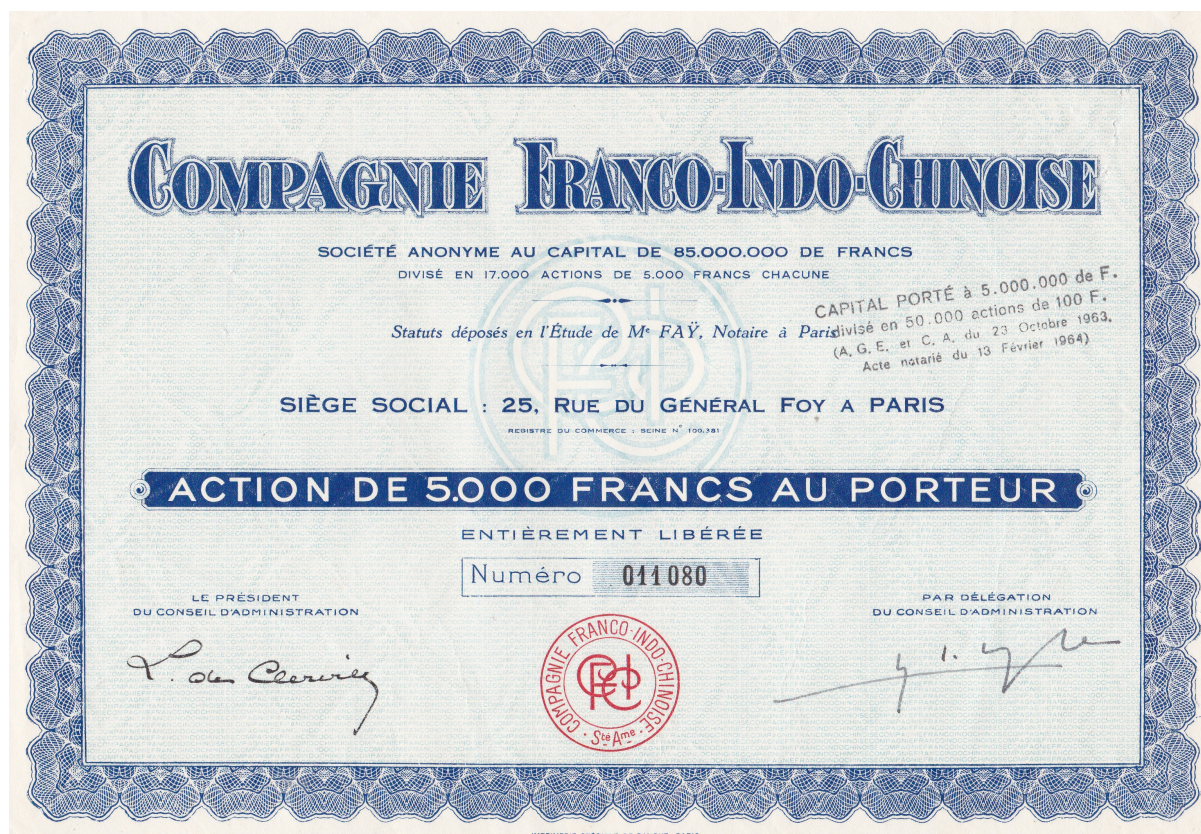 COMPAGNIE FRANCO-INDO-CHINOISE
SOCIÉTÉ ANONYME AU CAPITAL DE 85.000.000 DE FRANCS
DIVISÉ EN 17.000 ACTIONS DE 5.000 FRANCS CHACUNE
CAPITAL PORTÉ à 5.000.000 de F.
divisé en 50.000 actions de 100 F.
(A. G. E. et C. A. du 23 Octobre 1963.
Acte notarié du 13 Février 1964)
Statuts déposés en l'Étude de Me FAŸ, Notaire à Paris
SIÈGE SOCIAL : 25, RUE DU GÉNÉRAL FOY A PARIS
REGISTRE DU COMMERCE : SEINE N° 100.381
ACTION DE 5.000 FRANCS AU PORTEUR
ENTIÈREMENT LIBÉRÉE
Numéro 011080
LE PRÉSIDENT
DU CONSEIL D'ADMINISTRATION
PAR DÉLÉGATION
DU CONSEIL D'ADMINISTRATION
COMPAGNIE FRANCO-INDO-CHINOISE
Sté Ame